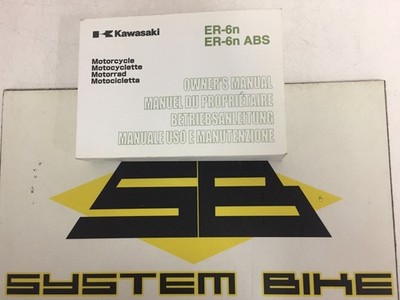 Kawasaki
ER-6n
ER-6n ABS
Motorcycle
Motocyclette
Motorrad
Motocicletta
OWNER'S MANUAL
MANUEL DU PROPRIÉTAIRE
BETRIEBSANLEITUNG
MANUALE USO E MANUTENZIONE
SB
SYSTEM BIKE